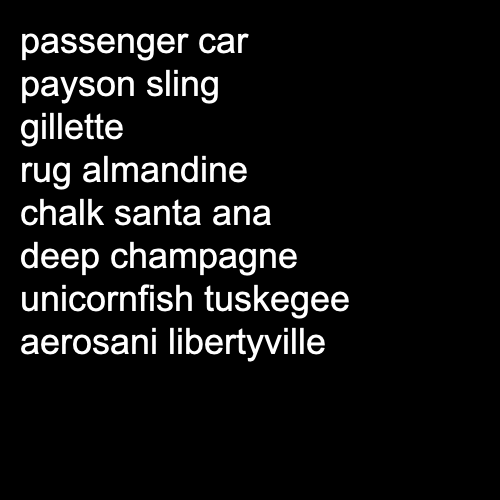 passenger car
payson sling
gillette
rug almandine
chalk santa ana
deep champagne
unicornfish tuskegee
aerosani libertyville